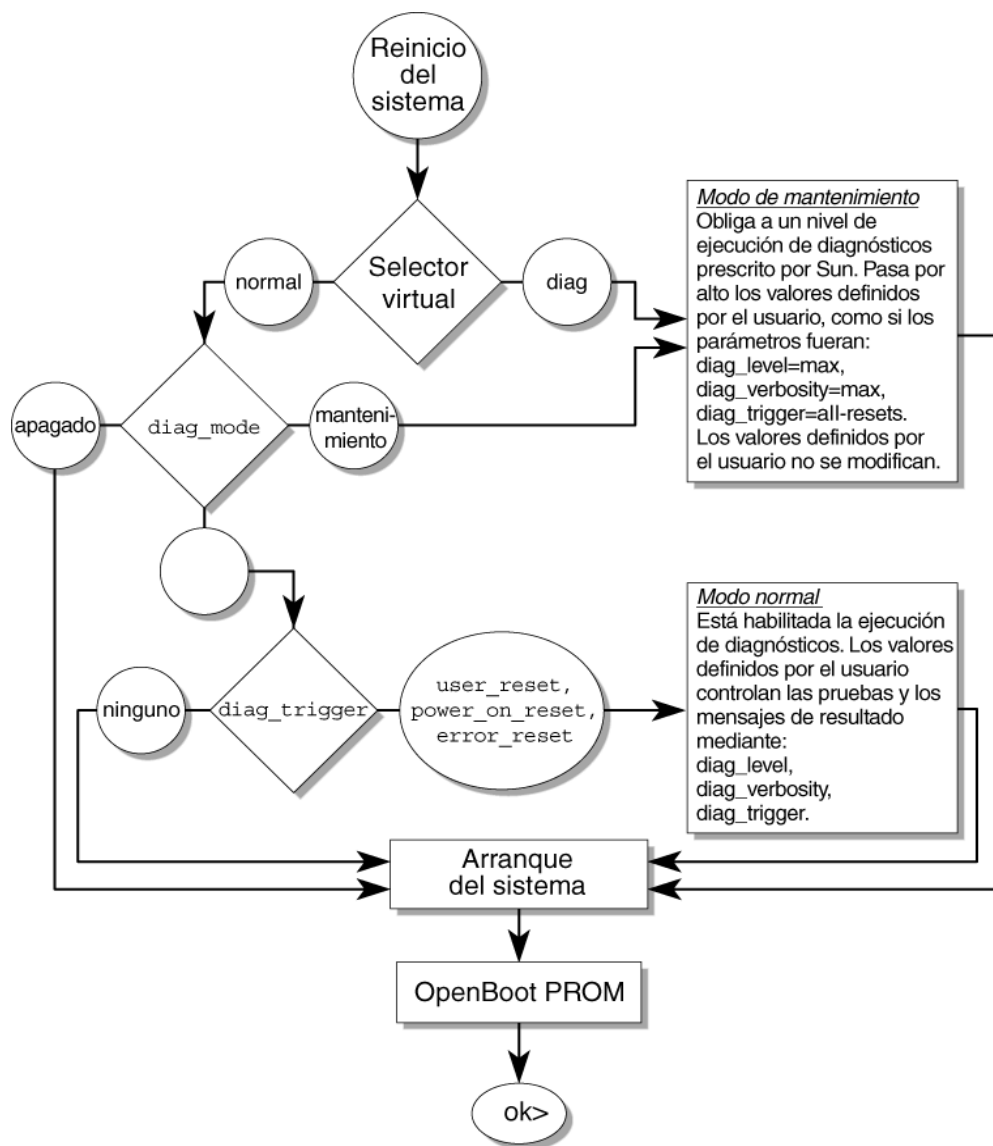 Reinicio
del
sistema
Selector
virtual
normal
diag
Modo de mantenimiento
Obliga a un nivel de
ejecución de diagnósticos
prescrito por Sun. Pasa por
alto los valores definidos
por el usuario, como si los
parámetros fueran:
diag_level=max,
diag_verbosity=max,
diag_trigger=all-resets.
Los valores definidos por
el usuario no se modifican.
apagado
diag_mode
manteni-
miento
ninguno
diag_trigger
user_reset,
power_on_reset,
error_reset
Modo normal
Está habilitada la ejecución
de diagnósticos. Los valores
definidos por el usuario
controlan las pruebas y los
mensajes de resultado
mediante:
diag_level,
diag_verbosity,
diag_trigger.
Arranque
del sistema
OpenBoot PROM
ok>